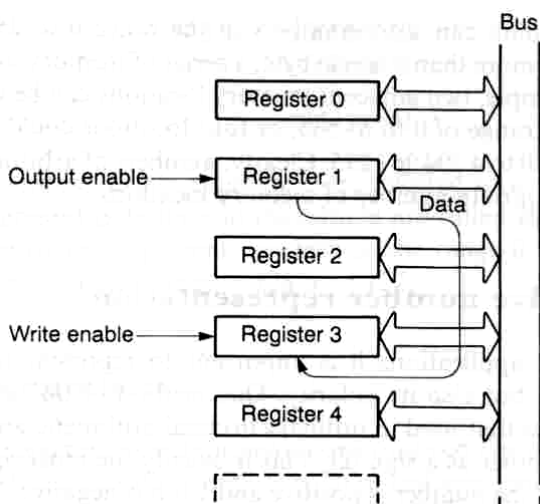 Bus
Register 0
Output enable
Register 1
Data
Register 2
Write enable
Register 3
Register 4